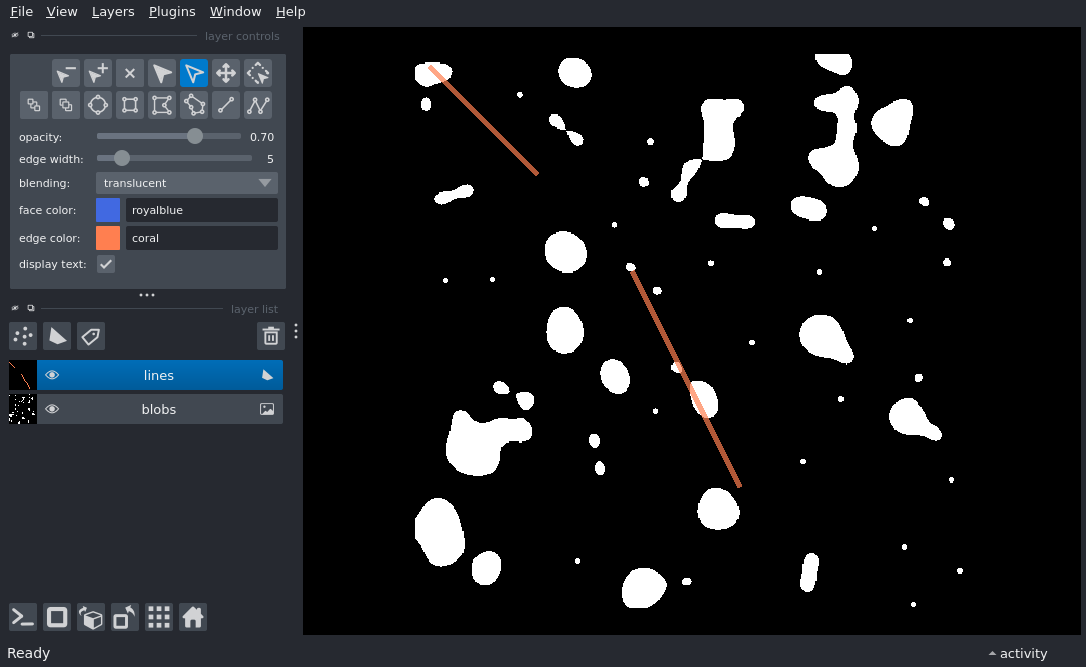 File View Layers Plugins Window Help
layer controls
opacity: 0.70
edge width: 5
blending: translucent
face color: royalblue
edge color: coral
display text:
layer list
lines
blobs
Ready
activity